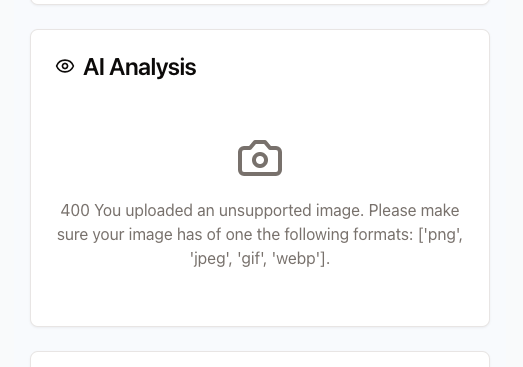 AI Analysis
400 You uploaded an unsupported image. Please make
sure your image has of one the following formats: ['png',
'jpeg', 'gif', 'webp'].